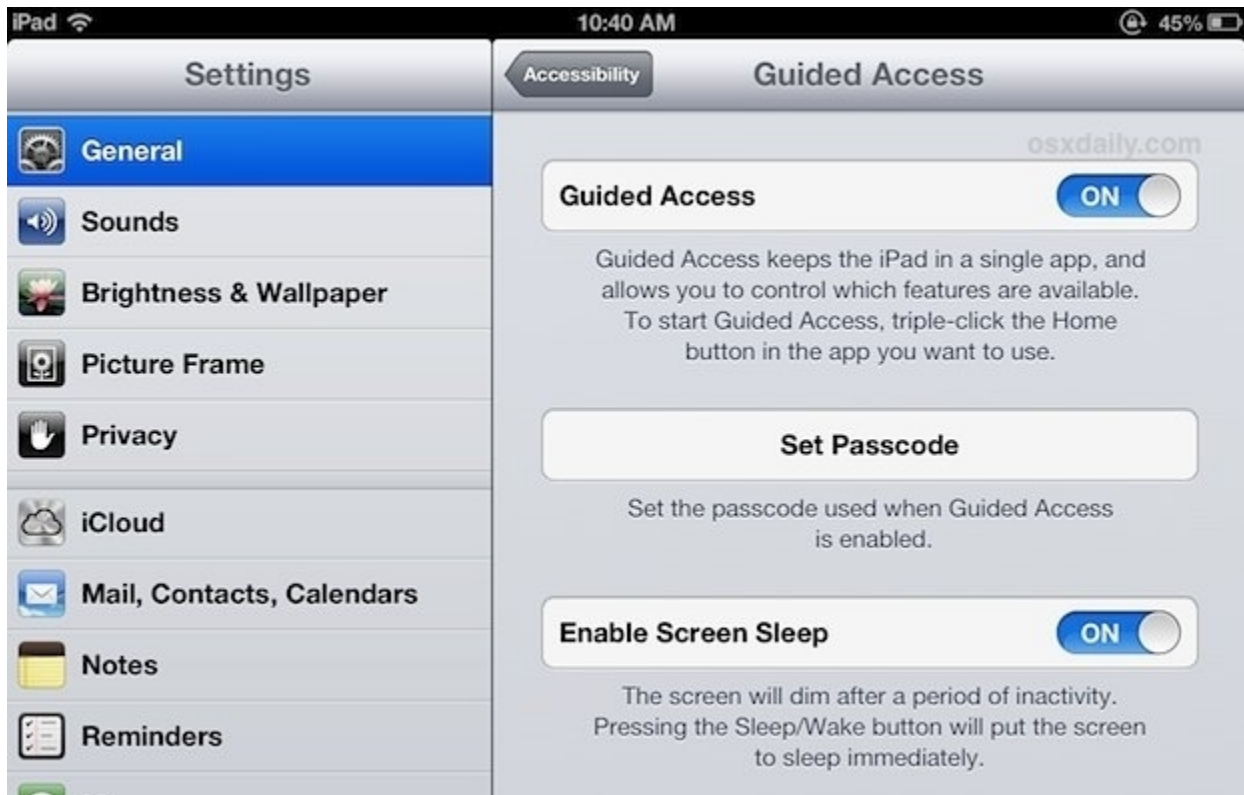 iPad
10:40 AM
45%
Settings
General
Sounds
Brightness & Wallpaper
Picture Frame
Privacy
iCloud
Mail, Contacts, Calendars
Notes
Reminders
Accessibility
Guided Access
osxdaily.com
Guided Access
ON
Guided Access keeps the iPad in a single app, and
allows you to control which features are available.
To start Guided Access, triple-click the Home
button in the app you want to use.
Set Passcode
Set the passcode used when Guided Access
is enabled.
Enable Screen Sleep
ON
The screen will dim after a period of inactivity.
Pressing the Sleep/Wake button will put the screen
to sleep immediately.